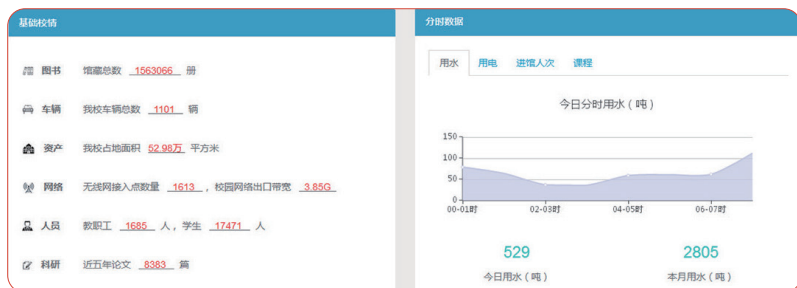 基础校情
图书 馆藏总数 1563066 册
车辆 我校车辆总数 1101 辆
资产 我校占地面积 52.98万 平方米
网络 无线网接入点数量 1613 ，校园网络出口带宽 3.85G
人员 教职工 1685 人，学生 17471 人
科研 近五年论文 8383 篇
分时数据
用水 用电 进馆人次 课程
今日分时用水（吨）
150
100
50
0
00-01时 02-03时 04-05时 06-07时
529 2805
今日用水（吨） 本月用水（吨）